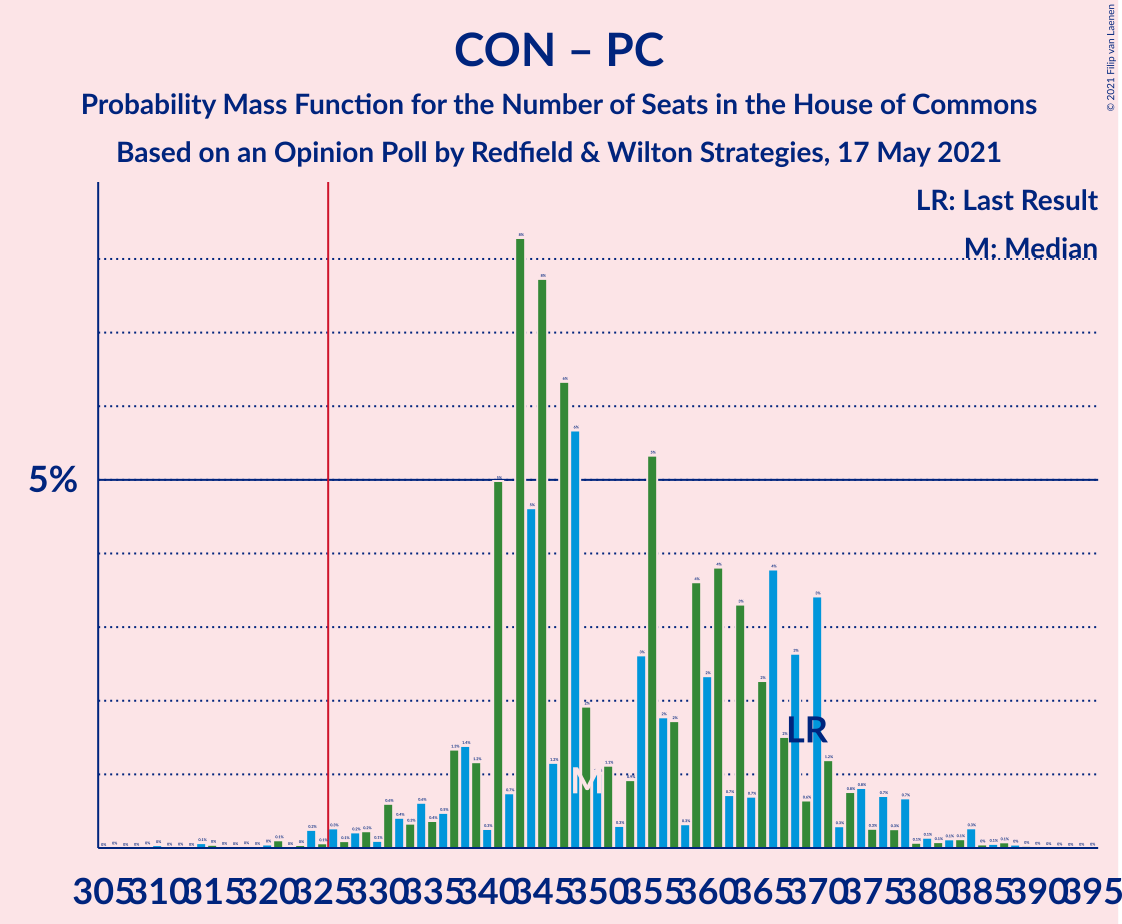 CON – PC
Probability Mass Function for the Number of Seats in the House of Commons
Based on an Opinion Poll by Redfield & Wilton Strategies, 17 May 2021
© 2021 Filip van Laenen
LR: Last Result
M: Median
5%
LR
M
305 310 315 320 325 330 335 340 345 350 355 360 365 370 375 380 385 390 395